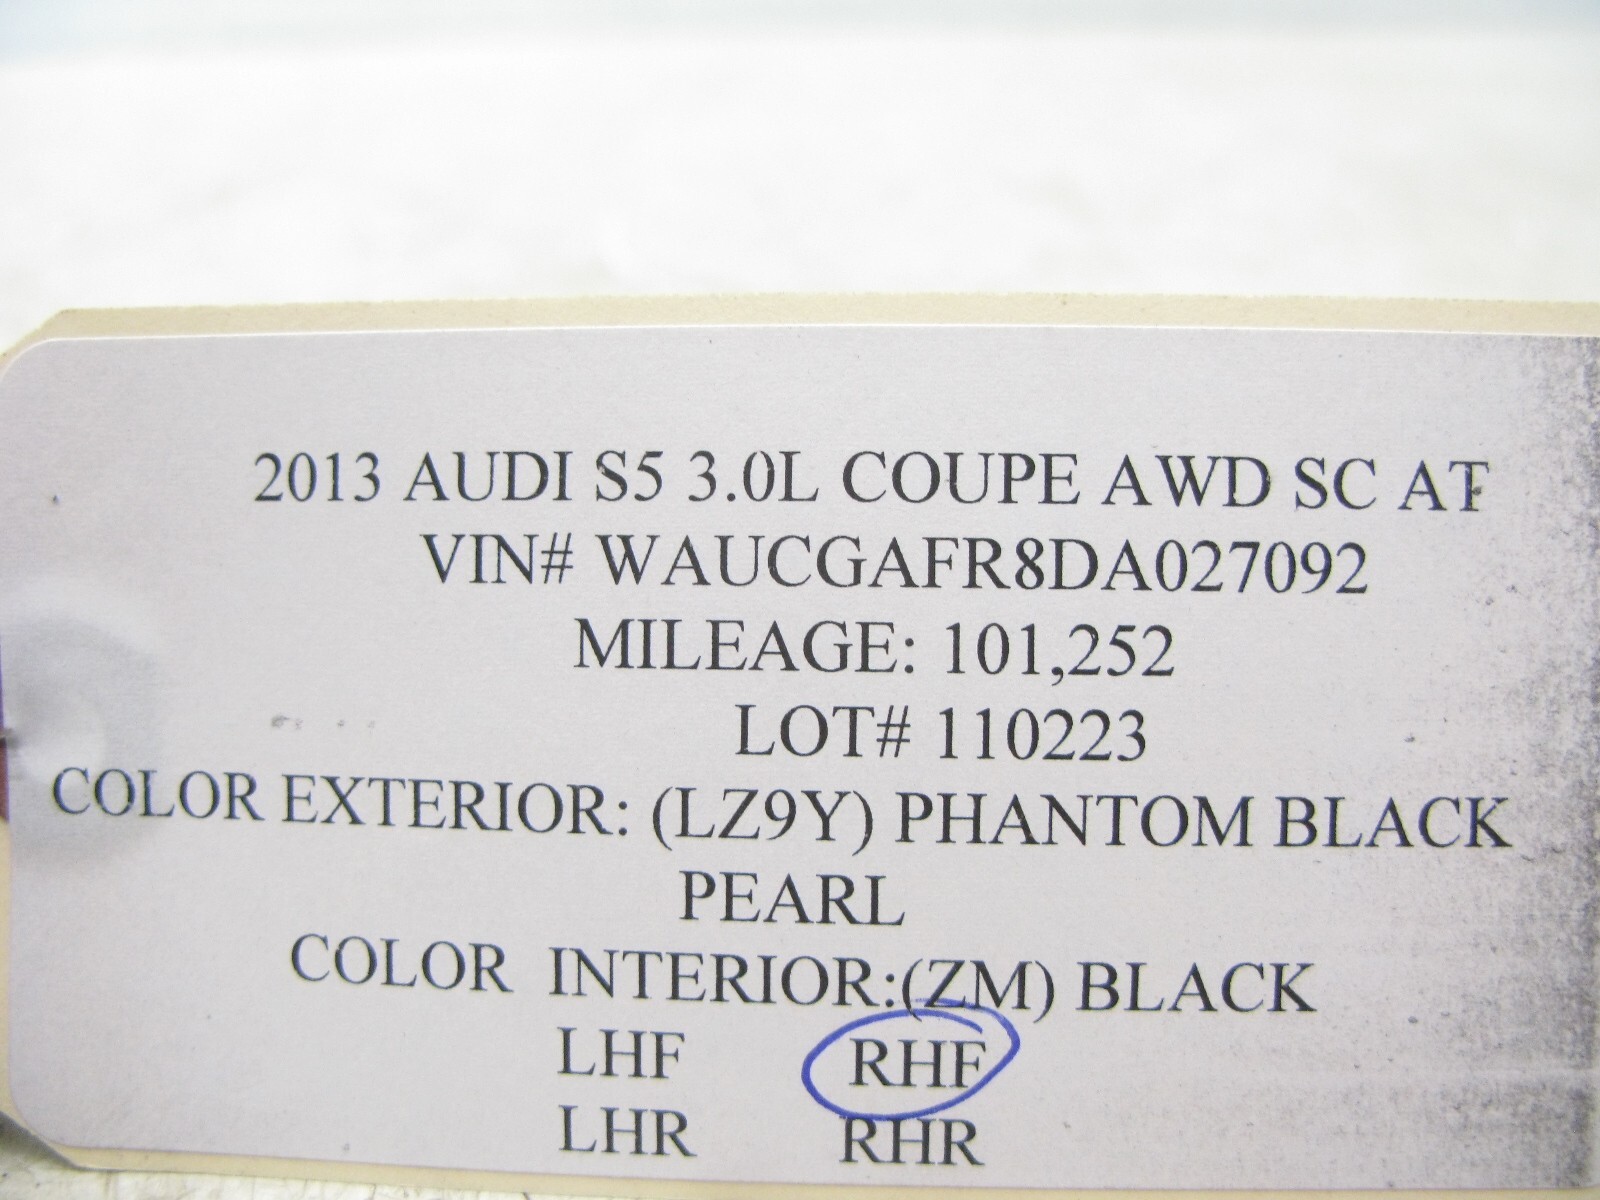 2013 AUDI S5 3.0L COUPE AWD SC AT
VIN# WAUCGAFR8DA027092
MILEAGE: 101,252
LOT# 110223
COLOR EXTERIOR: (LZ9Y) PHANTOM BLACK
PEARL
COLOR INTERIOR:(ZM) BLACK
LHF RHF
LHR RHR